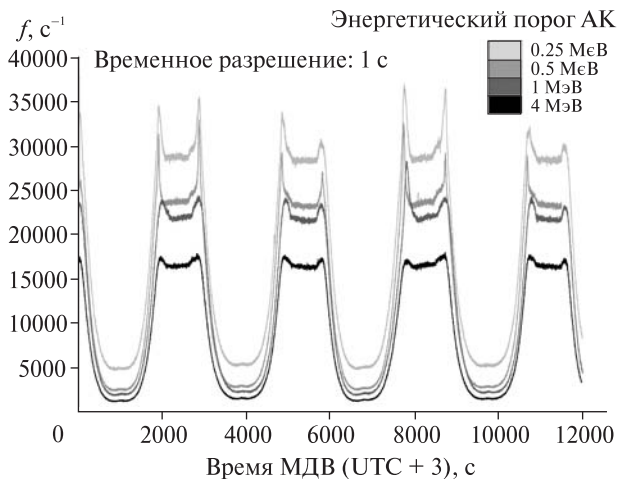 Энергетический порог АК
f, с⁻¹
Временное разрешение: 1 с
0.25 МєВ
0.5 МєВ
1 МэВ
4 МэВ
40000
35000
30000
25000
20000
15000
10000
5000
0
2000
4000
6000
8000
10000
12000
Время МДВ (UTC + 3), с